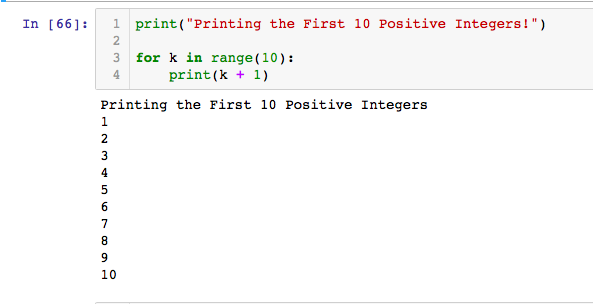 In [66]:
1 print("Printing the First 10 Positive Integers!")
2
3 for k in range(10):
4     print(k + 1)
Printing the First 10 Positive Integers
1
2
3
4
5
6
7
8
9
10